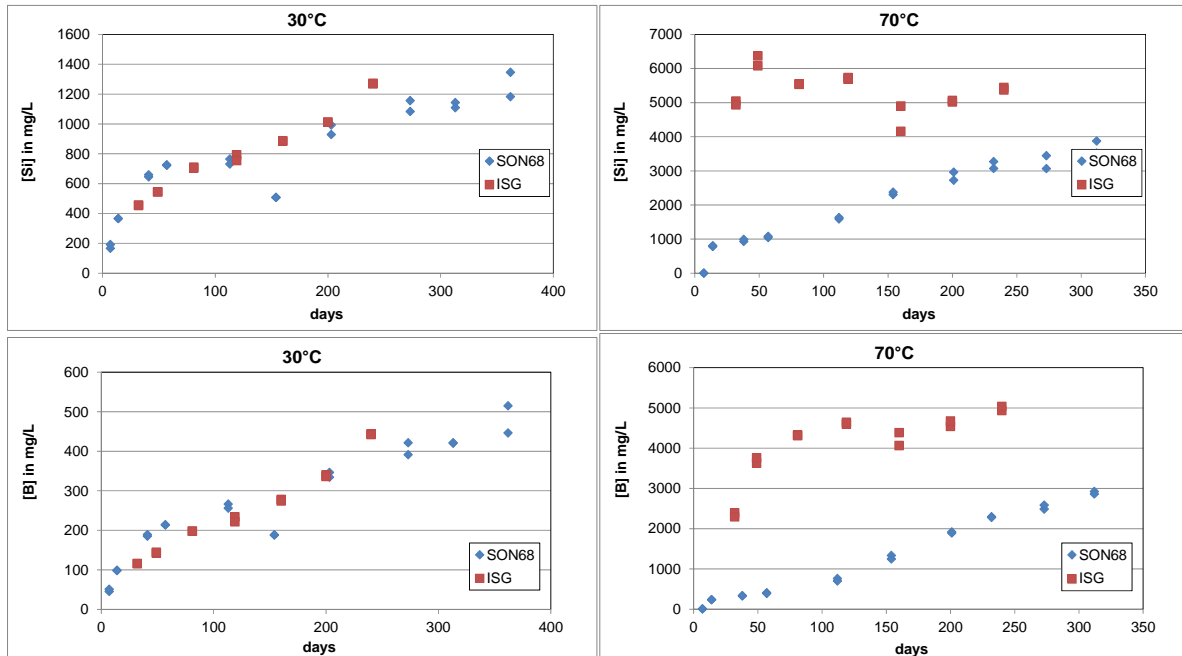 30°C
1600
1400
1200
1000
800
600
400
200
0
[Si] in mg/L
0 100 200 300 400
days
SON68
ISG
70°C
7000
6000
5000
4000
3000
2000
1000
0
[Si] in mg/L
0 50 100 150 200 250 300 350
days
SON68
ISG
30°C
600
500
400
300
200
100
0
[B] in mg/L
0 100 200 300 400
days
SON68
ISG
70°C
6000
5000
4000
3000
2000
1000
0
[B] in mg/L
0 50 100 150 200 250 300 350
days
SON68
ISG